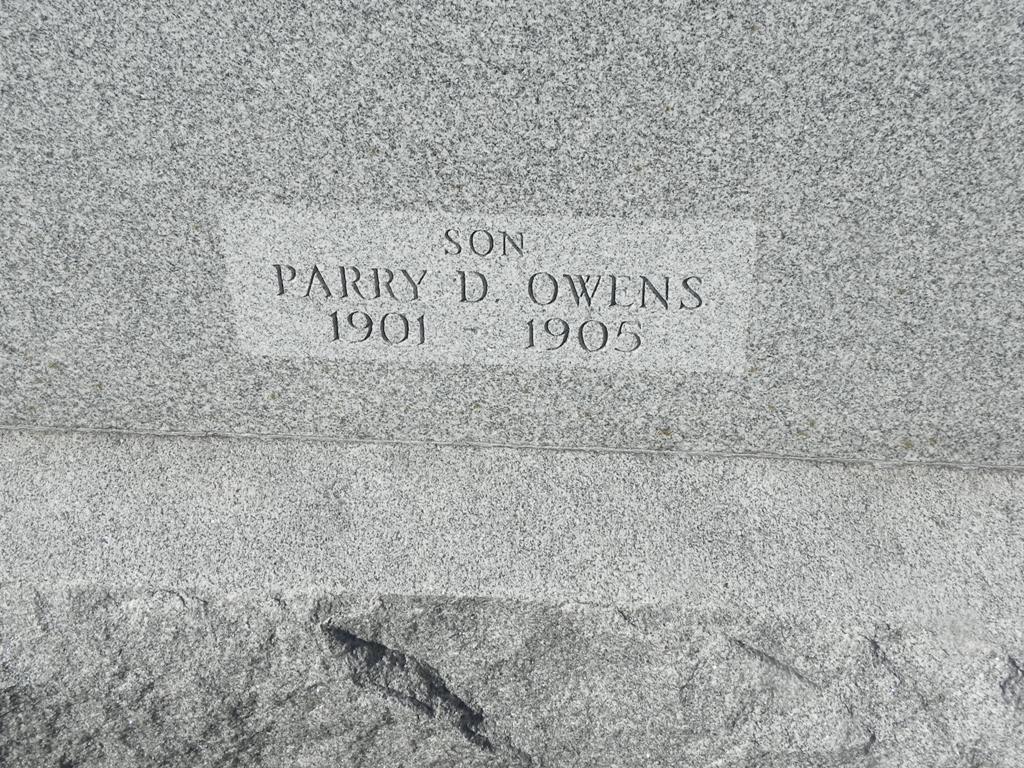 SON
PARRY D. OWENS
1901 - 1905